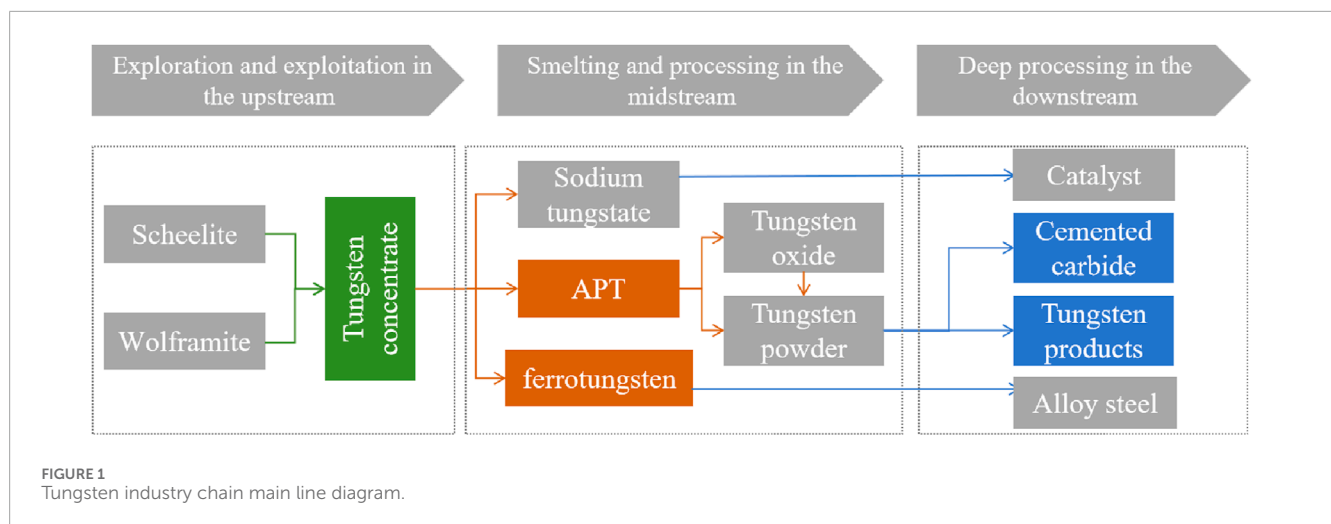 Exploration and exploitation in
the upstream
Smelting and processing in the
midstream
Deep processing in the
downstream
Scheelite
Wolframite
Tungsten
concentrate
Sodium
tungstate
APT
ferrotungsten
Tungsten
oxide
Tungsten
powder
Catalyst
Cemented
carbide
Tungsten
products
Alloy steel
FIGURE 1
Tungsten industry chain main line diagram.